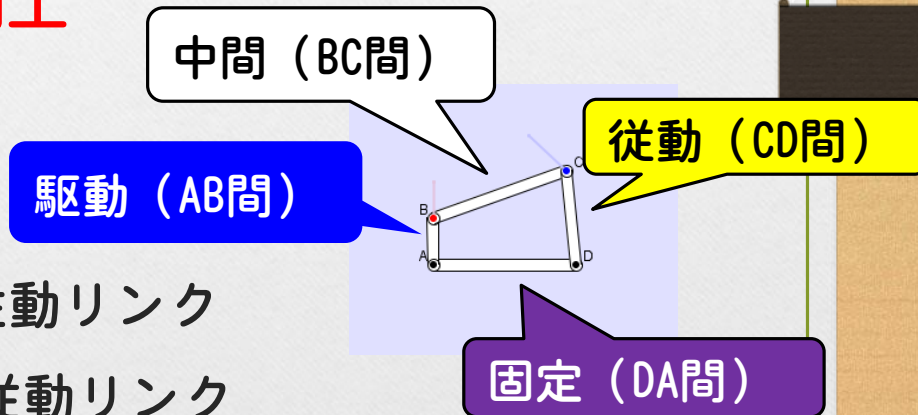 中間(BC間)
従動(CD間)
駆動(AB間)
C
B
A
D
動リンク
固定(DA間)
従動リンク